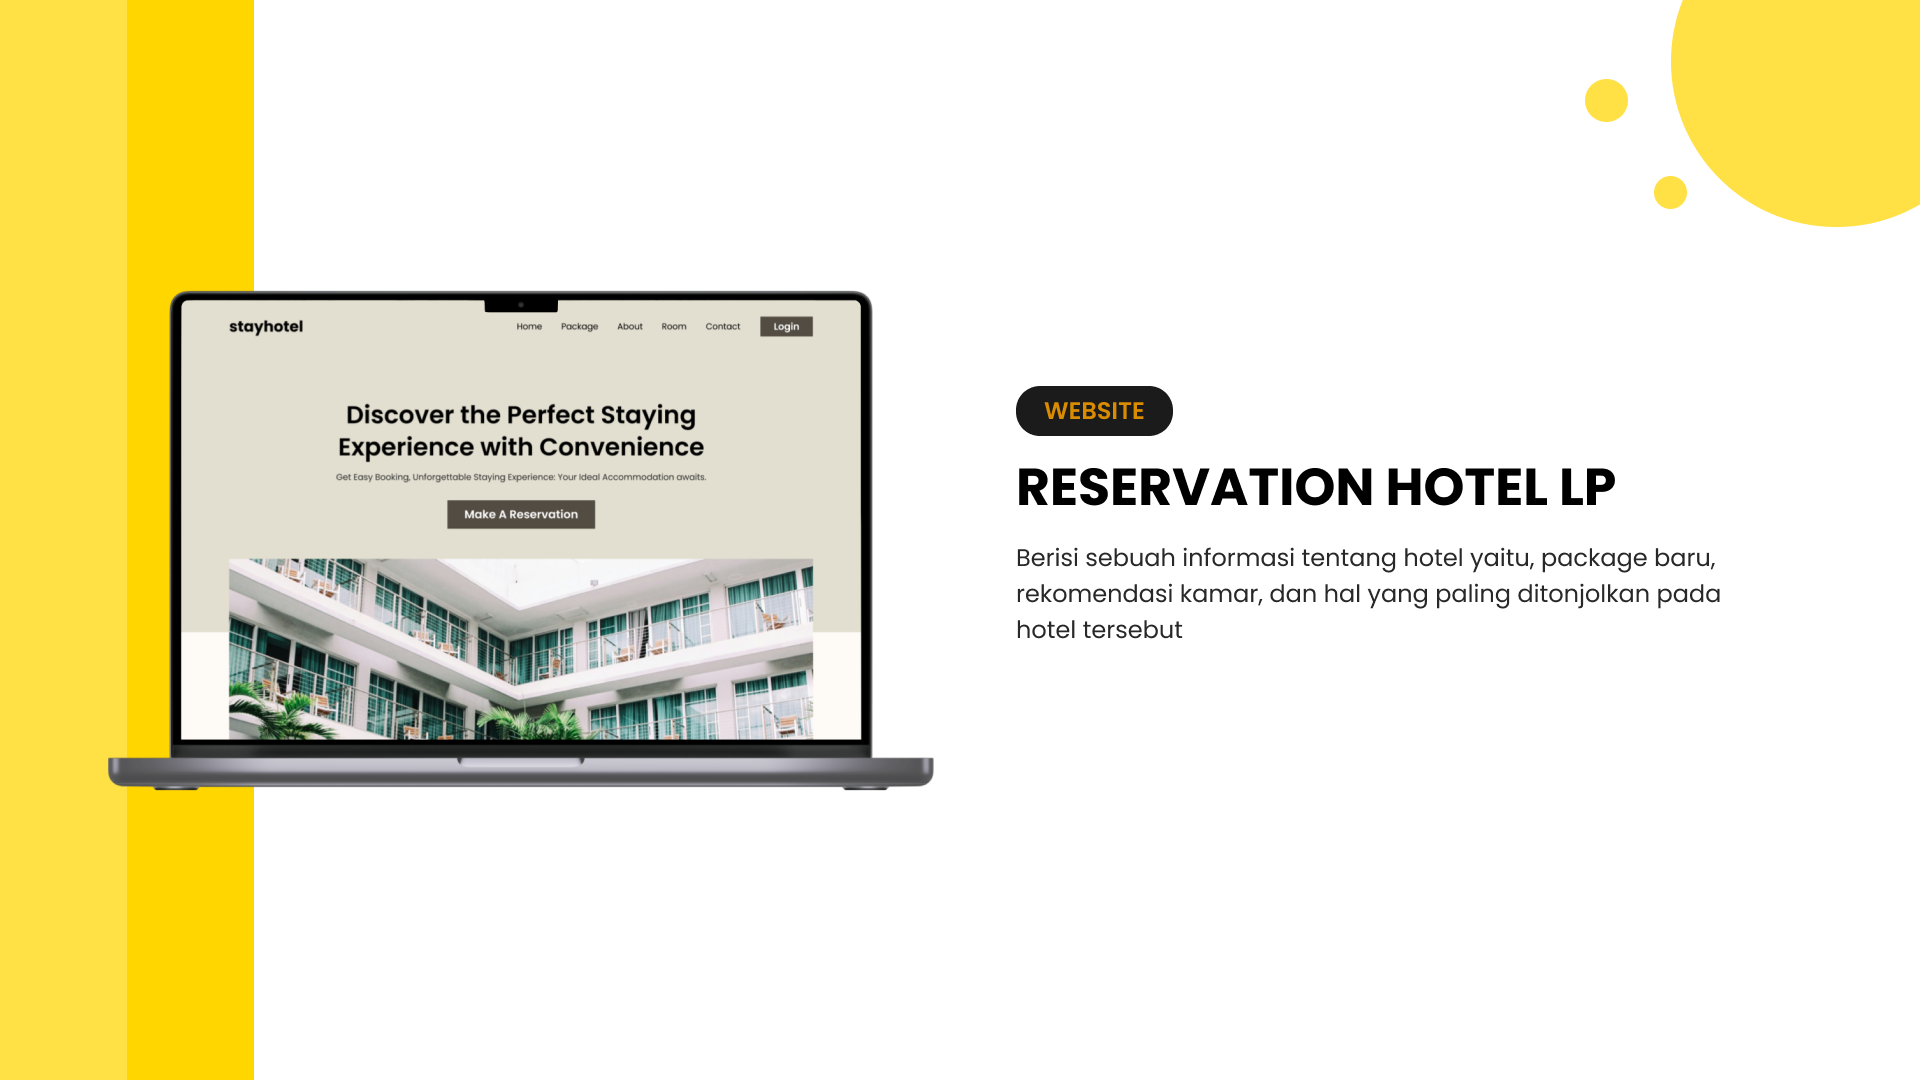 stayhotel
Home Package About Room Contact Login
Discover the Perfect Staying
Experience with Convenience
Get Easy Booking, Unforgettable Staying Experience: Your Ideal Accommodation awaits.
Make A Reservation
WEBSITE
RESERVATION HOTEL LP
Berisi sebuah informasi tentang hotel yaitu, package baru,
rekomendasi kamar, dan hal yang paling ditonjolkan pada
hotel tersebut